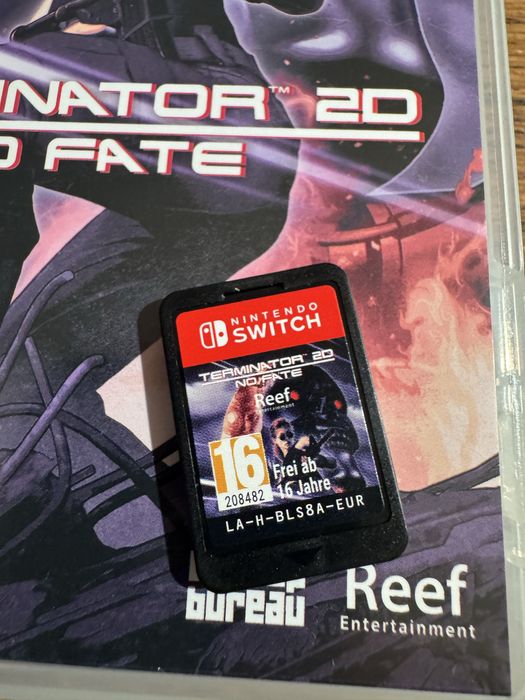 INATOR™ 2D
O FATE
NINTENDO
SWITCH
TERMINATOR™ 2D
NO FATE
Reef
Entertainment
16
Frei ab
16 Jahre
208482
LA-H-BLS8A-EUR
bureau
Reef
Entertainment